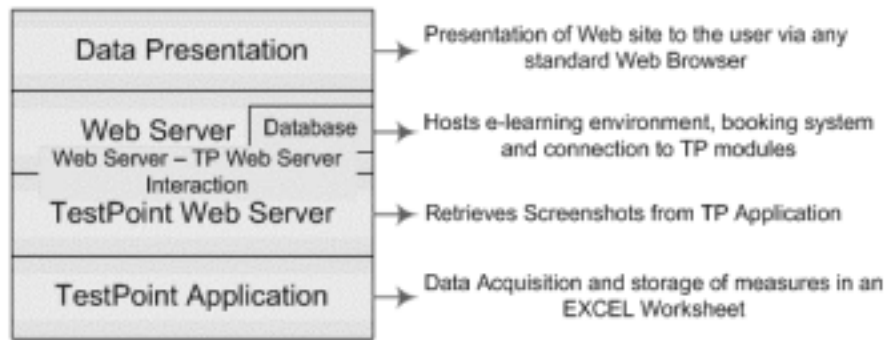 Data Presentation
Presentation of Web site to the user via any
standard Web Browser
Web Server
Database
Hosts e-learning environment, booking system
and connection to TP modules
Web Server – TP Web Server
Interaction
TestPoint Web Server
Retrieves Screenshots from TP Application
TestPoint Application
Data Acquisition and storage of measures in an
EXCEL Worksheet